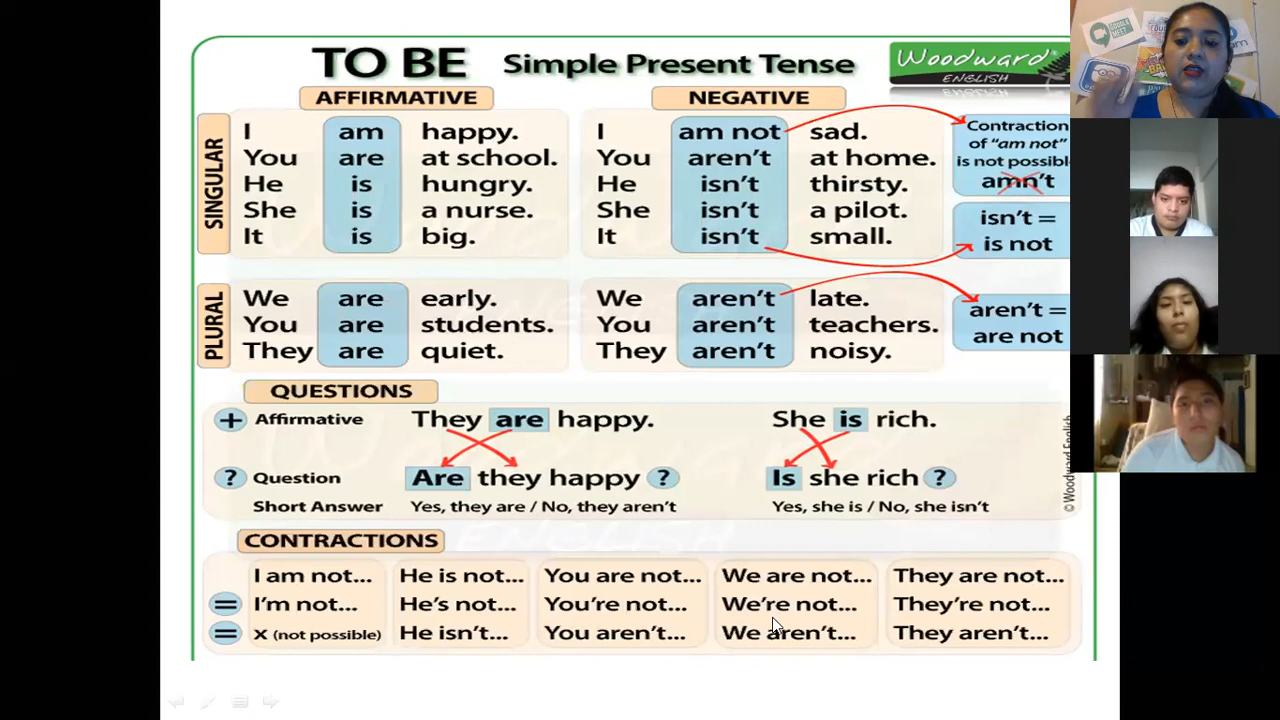 TO BE Simple Present Tense Woodward
ENGLISH
AFFIRMATIVE
SINGULAR
I am happy.
You are at school.
He is hungry.
She is a nurse.
It is big.
PLURAL
We are early.
You are students.
They are quiet.
NEGATIVE
I am not sad.
You aren't at home.
He isn't thirsty.
She isn't a pilot.
It isn't small.
We aren't late.
You aren't teachers.
They aren't noisy.
Contraction
of "am not"
is not possibl
amn't
isn't =
is not
aren't =
are not
QUESTIONS
+ Affirmative They are happy. She is rich.
? Question Are they happy ? Is she rich ?
Short Answer Yes, they are / No, they aren't Yes, she is / No, she isn't
© Woodward English
CONTRACTIONS
I am not... He is not... You are not... We are not... They are not...
= I'm not... He's not... You're not... We're not... They're not...
= x (not possible) He isn't... You aren't... We aren't... They aren't...
GOOGLE
MEET